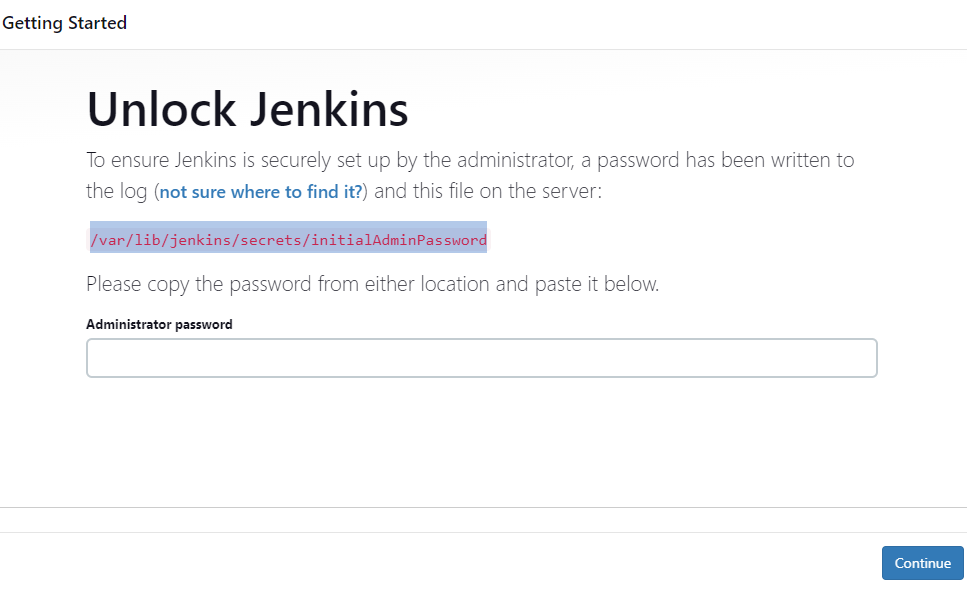 Getting Started
Unlock Jenkins
To ensure Jenkins is securely set up by the administrator, a password has been written to
the log (not sure where to find it?) and this file on the server:
/var/lib/jenkins/secrets/initialAdminPassword
Please copy the password from either location and paste it below.
Administrator password
Continue